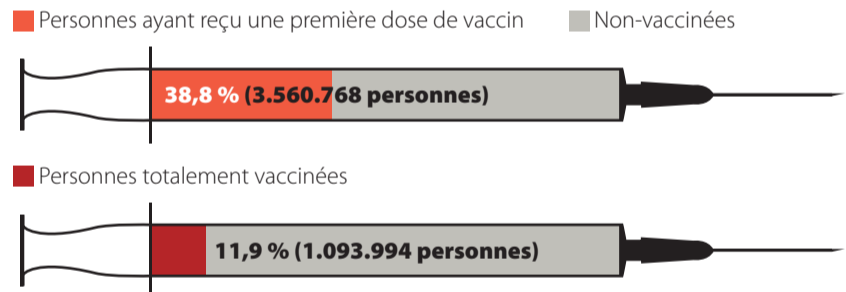 Personnes ayant reçu une première dose de vaccin Non-vaccinées
38,8 % (3.560.768 personnes)
Personnes totalement vaccinées
11,9 % (1.093.994 personnes)